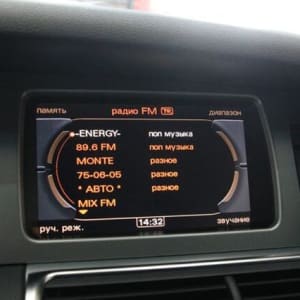 память радио FM TP диапазон
-ENERGY- поп музыка
89.6 FM поп музыка
MONTE разное
75-06-05 разное
* АВТО * разное
MIX FM
руч. реж. 14:32 звучание